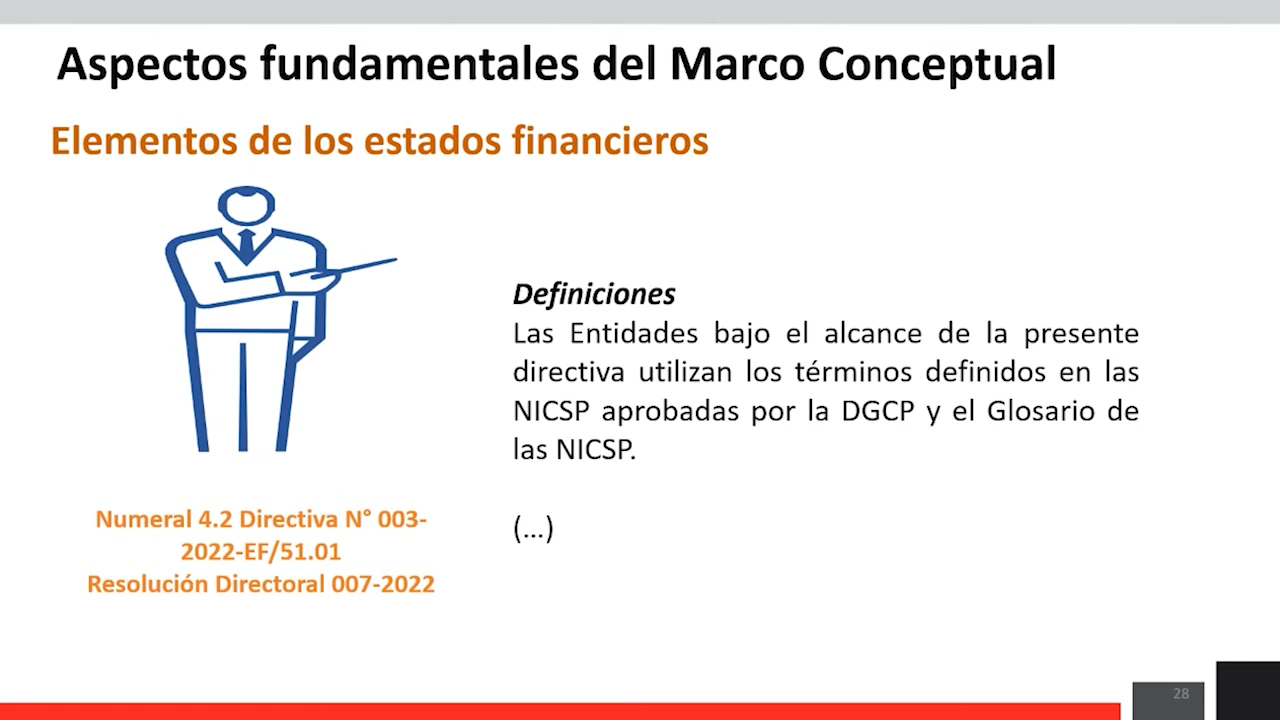 Aspectos fundamentales del Marco Conceptual
Elementos de los estados financieros
Definiciones
Las Entidades bajo el alcance de la presente
directiva utilizan los términos definidos en las
NICSP aprobadas por la DGCP y el Glosario de
las NICSP.
(...)
Numeral 4.2 Directiva N° 003-
2022-EF/51.01
Resolución Directoral 007-2022
28